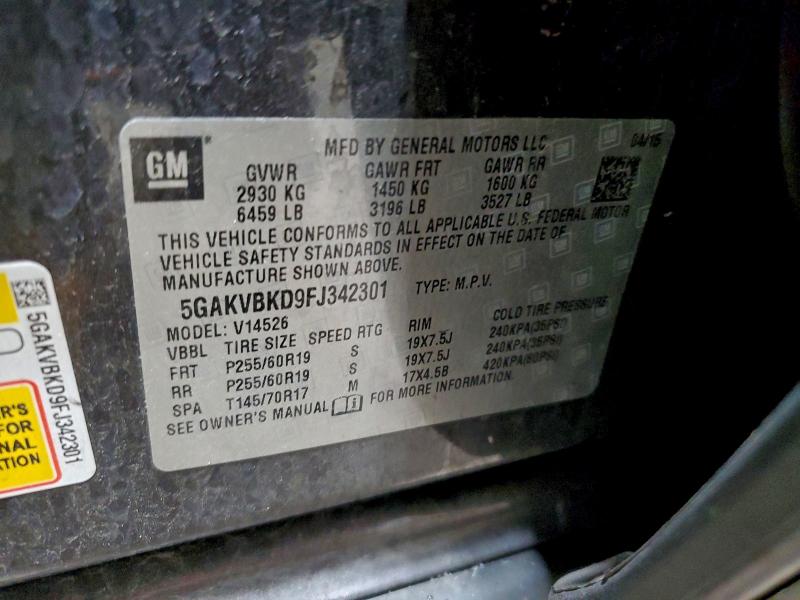 GM
MFD BY GENERAL MOTORS LLC 04/15
GVWR GAWR FRT GAWR RR
2930 KG 1450 KG 1600 KG
6459 LB 3196 LB 3527 LB
THIS VEHICLE CONFORMS TO ALL APPLICABLE U.S. FEDERAL MOTOR
VEHICLE SAFETY STANDARDS IN EFFECT ON THE DATE OF
MANUFACTURE SHOWN ABOVE.
5GAKVBKD9FJ342301 TYPE: M.P.V.
MODEL: V14526
VBBL TIRE SIZE SPEED RTG RIM COLD TIRE PRESSURE
FRT P255/60R19 S 19X7.5J 240KPA(35PSI)
RR P255/60R19 S 19X7.5J 240KPA(35PSI)
SPA T145/70R17 M 17X4.5B 420KPA(60PSI)
SEE OWNER'S MANUAL FOR MORE INFORMATION.
5GAKVBKD9FJ342301
ER'S
FOR
NAL
TION